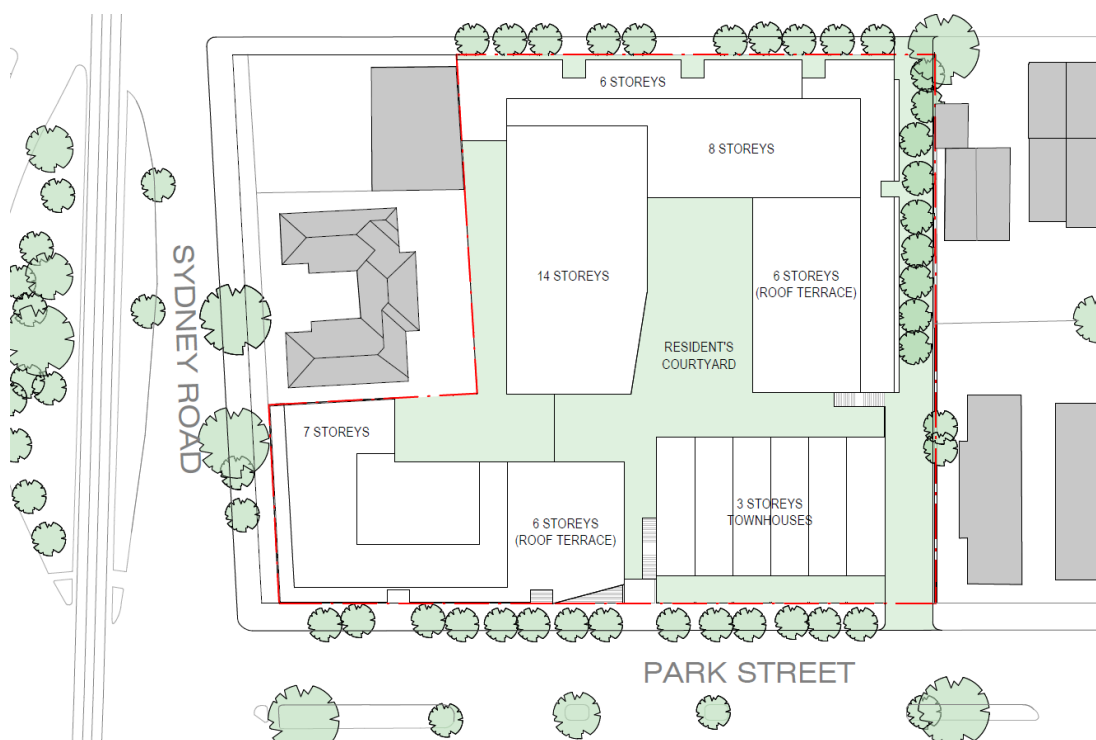 6 STOREYS
8 STOREYS
14 STOREYS
6 STOREYS
(ROOF TERRACE)
SYDNEY ROAD
RESIDENT'S
COURTYARD
7 STOREYS
6 STOREYS
(ROOF TERRACE)
3 STOREYS
TOWNHOUSES
PARK STREET